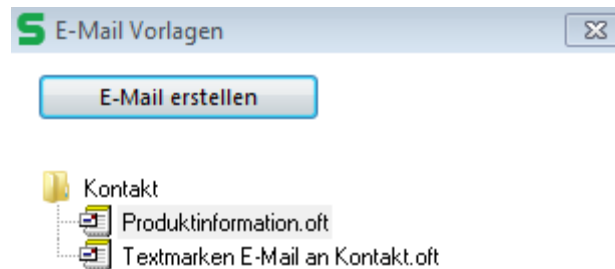 E-Mail Vorlagen
E-Mail erstellen
Kontakt
Produktinformation.oft
Textmarken E-Mail an Kontakt.oft